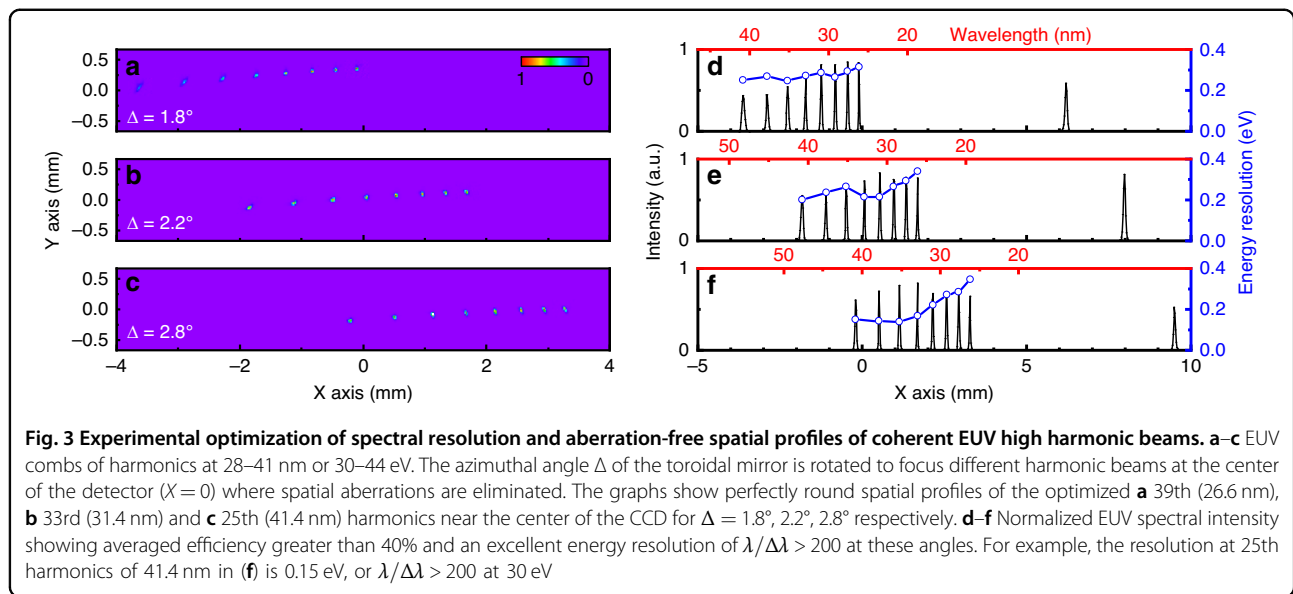 a
0.5
0.0
−0.5
Δ = 1.8°
1
0
b
0.5
0.0
−0.5
Δ = 2.2°
c
0.5
0.0
−0.5
Δ = 2.8°
Y axis (mm)
−4
−2
0
2
4
X axis (mm)
40
30
20
Wavelength (nm)
d
1
0
0.4
0.2
0.0
50
40
30
20
e
1
0
0.4
0.2
0.0
50
40
30
20
f
1
0
0.4
0.2
0.0
Intensity (a.u.)
Energy resolution (eV)
−5
0
5
10
X axis (mm)
Fig. 3 Experimental optimization of spectral resolution and aberration-free spatial profiles of coherent EUV high harmonic beams. a–c EUV
combs of harmonics at 28–41 nm or 30–44 eV. The azimuthal angle Δ of the toroidal mirror is rotated to focus different harmonic beams at the center
of the detector (X = 0) where spatial aberrations are eliminated. The graphs show perfectly round spatial profiles of the optimized a 39th (26.6 nm),
b 33rd (31.4 nm) and c 25th (41.4 nm) harmonics near the center of the CCD for Δ = 1.8°, 2.2°, 2.8° respectively. d–f Normalized EUV spectral intensity
showing averaged efficiency greater than 40% and an excellent energy resolution of λ/Δλ > 200 at these angles. For example, the resolution at 25th
harmonics of 41.4 nm in (f) is 0.15 eV, or λ/Δλ > 200 at 30 eV